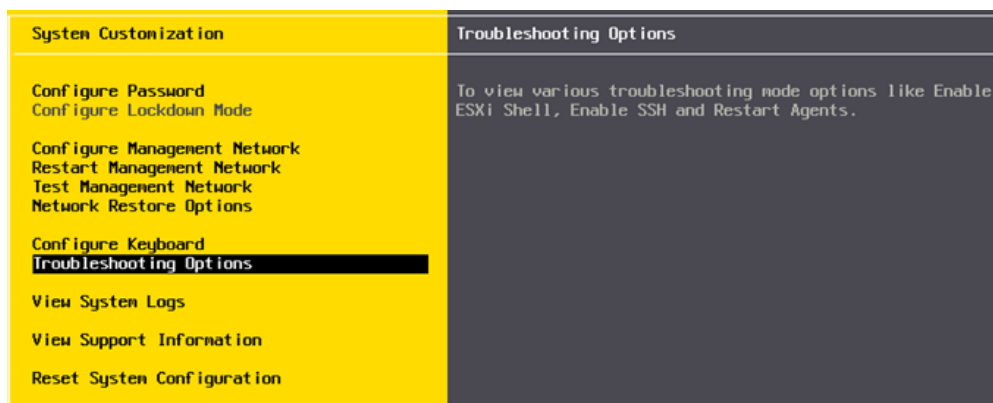 System Customization
Configure Password
Configure Lockdown Mode
Configure Management Network
Restart Management Network
Test Management Network
Network Restore Options
Configure Keyboard
Troubleshooting Options
View System Logs
View Support Information
Reset System Configuration
Troubleshooting Options
To view various troubleshooting mode options like Enable
ESXi Shell, Enable SSH and Restart Agents.